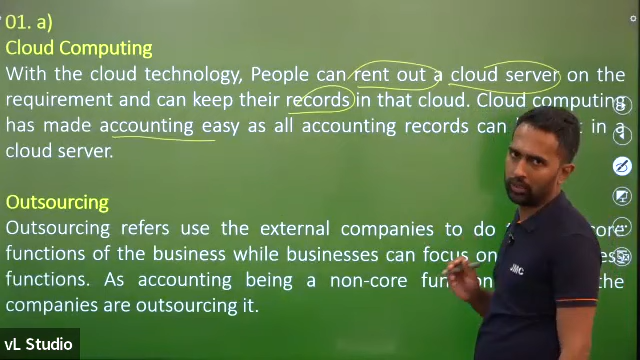 01. a)
Cloud Computing
With the cloud technology, People can rent out a cloud server on the
requirement and can keep their records in that cloud. Cloud computing
has made accounting easy as all accounting records can in a
cloud server.
Outsourcing
Outsourcing refers use the external companies to do core
functions of the business while businesses can focus on
functions. As accounting being a non-core the
companies are outsourcing it.
JMC
vL Studio